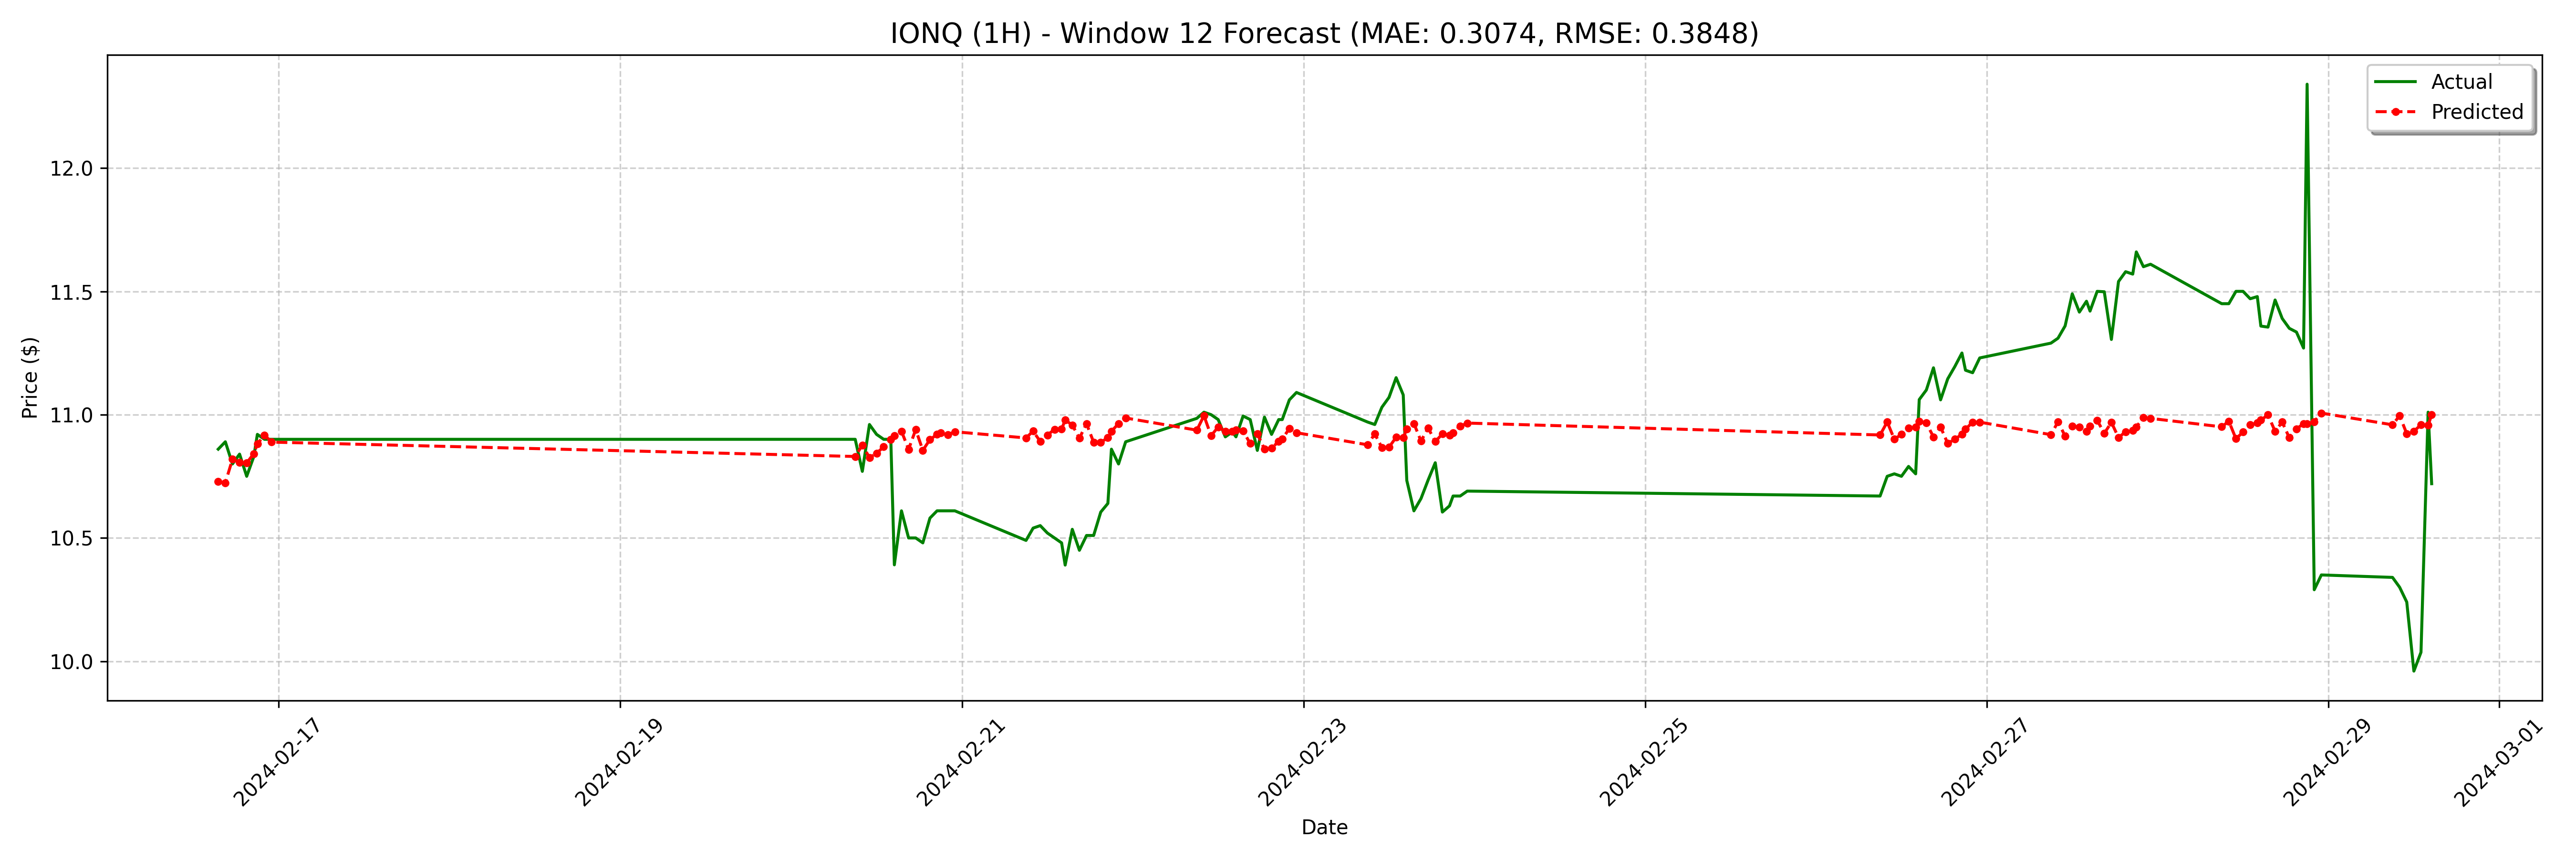 IONQ (1H) - Window 12 Forecast (MAE: 0.3074, RMSE: 0.3848)
Actual
Predicted
Price ($)
12.0
11.5
11.0
10.5
10.0
2024-02-17
2024-02-19
2024-02-21
2024-02-23
2024-02-25
2024-02-27
2024-02-29
2024-03-01
Date